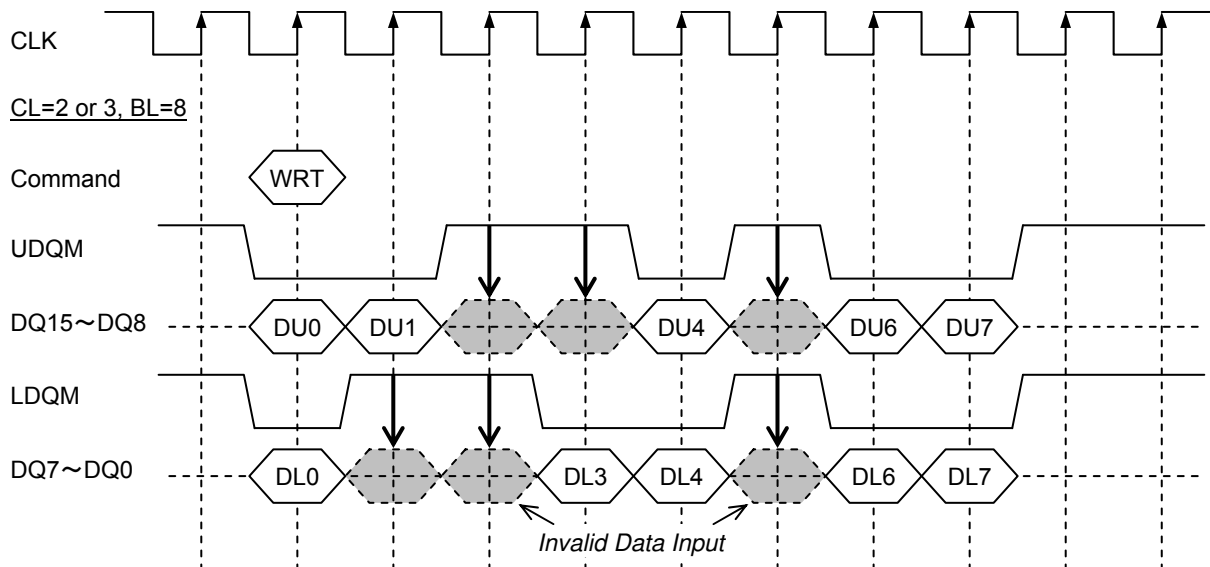 CLK
CL=2 or 3, BL=8
Command WRT
UDQM
DQ15～DQ8 DU0 DU1 DU4 DU6 DU7
LDQM
DQ7～DQ0 DL0 DL3 DL4 DL6 DL7
Invalid Data Input